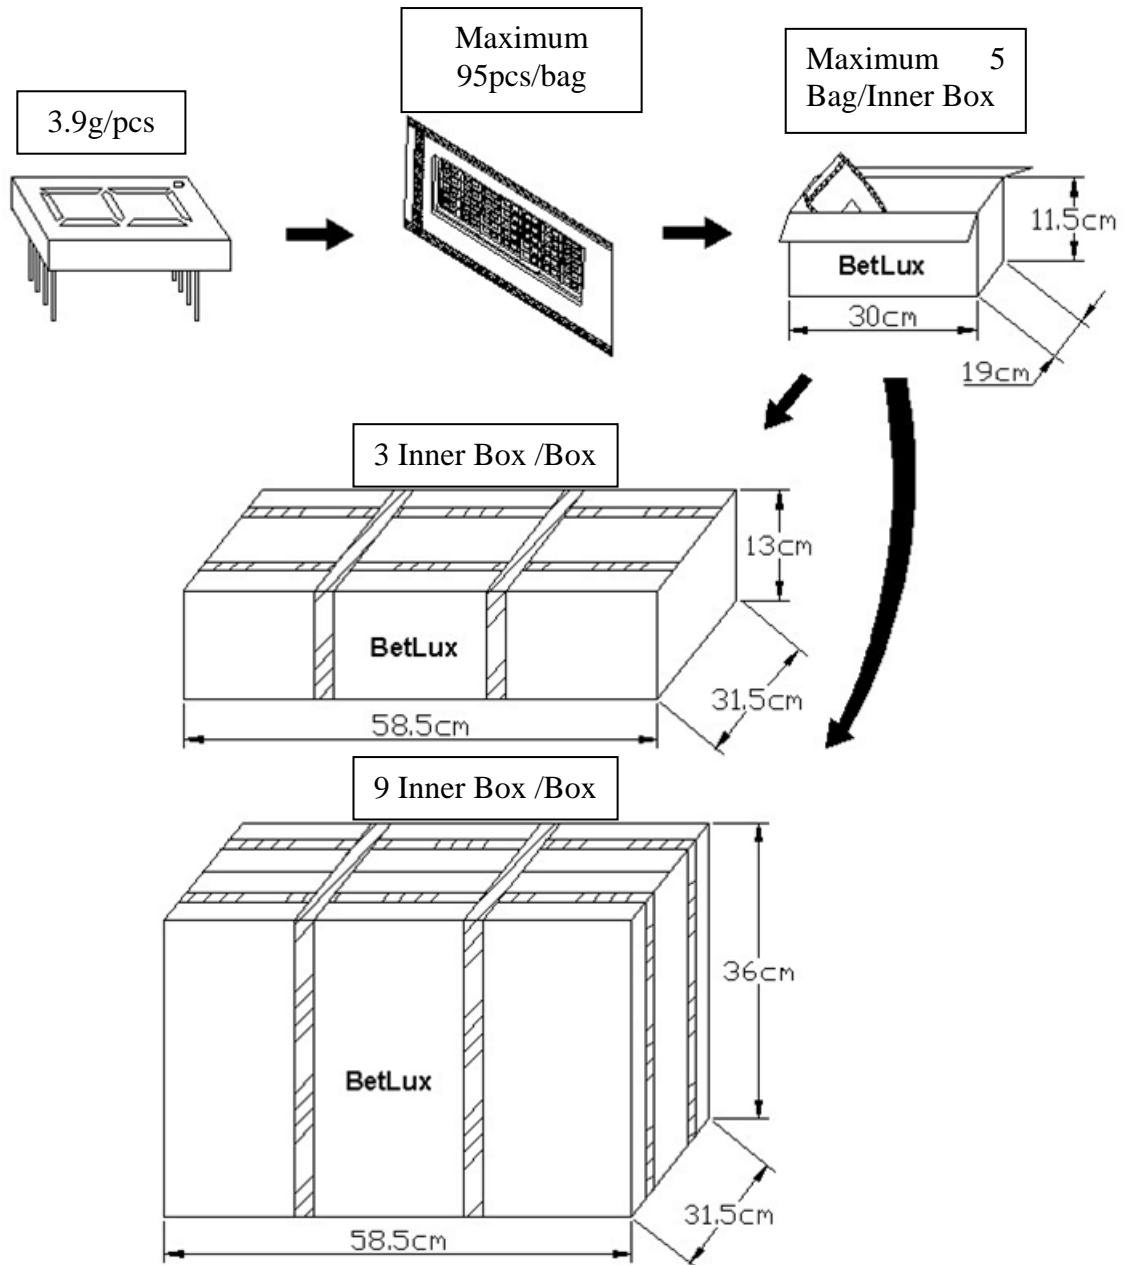 Maximum
95pcs/bag
Maximum 5
Bag/Inner Box
3.9g/pcs
11.5cm
BetLux
30cm
19cm
3 Inner Box /Box
13cm
BetLux
31.5cm
58.5cm
9 Inner Box /Box
36cm
BetLux
31.5cm
58.5cm